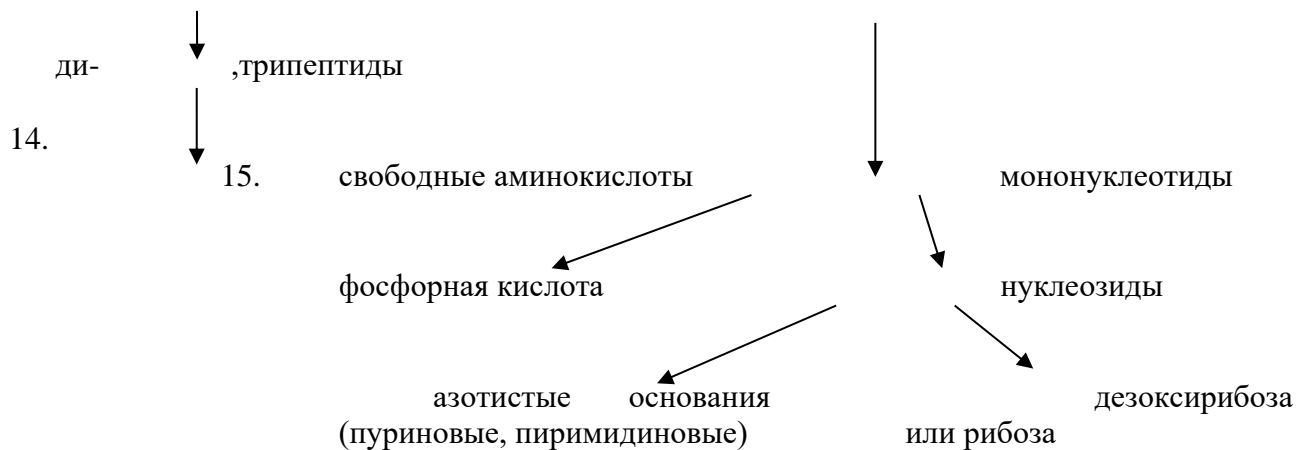 ди- ,трипептиды
14.
15. свободные аминокислоты мононуклеотиды
фосфорная кислота нуклеозиды
азотистые основания дезоксирибоза
(пуриновые, пиримидиновые) или рибоза